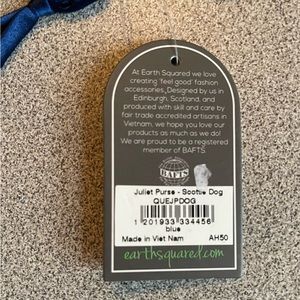 At Earth Squared we love
creating 'feel good' fashion
accessories. Designed by us in
Edinburgh, Scotland, and
produced with skill and care by
fair trade accredited artisans in
Vietnam, we hope you love our
products as much as we do!
We are proud to be a registered
member of BAFTS
BAFTS
Juliet Purse - Scottie Dog
QUEJPDOG
1 201933 334456
blue
Made in Viet Nam AH50
earthsquared.com